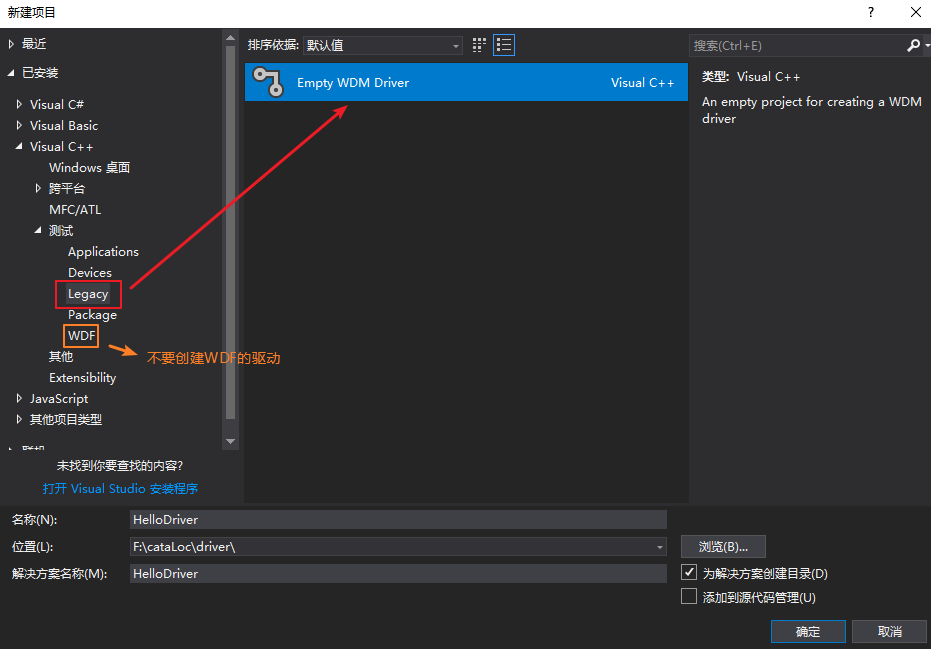 新建项目
?
最近
已安装
Visual C#
Visual Basic
Visual C++
Windows 桌面
跨平台
MFC/ATL
测试
Applications
Devices
Legacy
Package
WDF
不要创建WDF的驱动
其他
Extensibility
JavaScript
其他项目类型
联机
未找到你要查找的内容?
打开 Visual Studio 安装程序
排序依据: 默认值
Empty WDM Driver Visual C++
搜索(Ctrl+E)
类型: Visual C++
An empty project for creating a WDM
driver
名称(N): HelloDriver
位置(L): F:\cataLoc\driver\ 浏览(B)...
解决方案名称(M): HelloDriver
为解决方案创建目录(D)
添加到源代码管理(U)
确定 取消